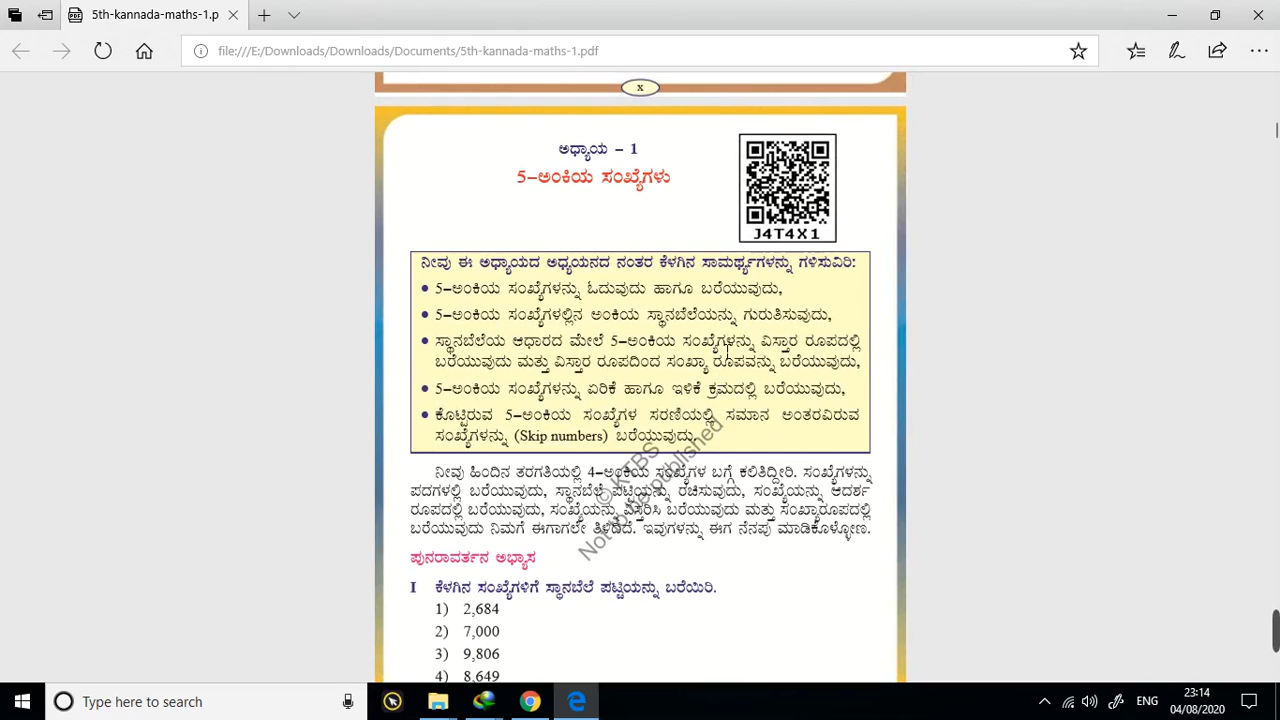 5th-kannada-maths-1.p
file:///E:/Downloads/Downloads/Documents/5th-kannada-maths-1.pdf
x
ಅಧ್ಯಾಯ – 1
5–ಅಂಕಿಯ ಸಂಖ್ಯೆಗಳು
J4T4X1
ನೀವು ಈ ಅಧ್ಯಾಯದ ಅಧ್ಯಯನದ ನಂತರ ಕೆಳಗಿನ ಸಾಮರ್ಥ್ಯಗಳನ್ನು ಗಳಿಸುವಿರಿ:
● 5–ಅಂಕಿಯ ಸಂಖ್ಯೆಗಳನ್ನು ಓದುವುದು ಹಾಗೂ ಬರೆಯುವುದು,
● 5–ಅಂಕಿಯ ಸಂಖ್ಯೆಗಳಲ್ಲಿನ ಅಂಕಿಯ ಸ್ಥಾನಬೆಲೆಯನ್ನು ಗುರುತಿಸುವುದು,
● ಸ್ಥಾನಬೆಲೆಯ ಆಧಾರದ ಮೇಲೆ 5–ಅಂಕಿಯ ಸಂಖ್ಯೆಗಳನ್ನು ವಿಸ್ತಾರ ರೂಪದಲ್ಲಿ
ಬರೆಯುವುದು ಮತ್ತು ವಿಸ್ತಾರ ರೂಪದಿಂದ ಸಂಖ್ಯಾ ರೂಪವನ್ನು ಬರೆಯುವುದು,
● 5–ಅಂಕಿಯ ಸಂಖ್ಯೆಗಳನ್ನು ಏರಿಕೆ ಹಾಗೂ ಇಳಿಕೆ ಕ್ರಮದಲ್ಲಿ ಬರೆಯುವುದು,
● ಕೊಟ್ಟಿರುವ 5–ಅಂಕಿಯ ಸಂಖ್ಯೆಗಳ ಸರಣಿಯಲ್ಲಿ ಸಮಾನ ಅಂತರವಿರುವ
ಸಂಖ್ಯೆಗಳನ್ನು (Skip numbers) ಬರೆಯುವುದು.
ನೀವು ಹಿಂದಿನ ತರಗತಿಯಲ್ಲಿ 4–ಅಂಕಿಯ ಸಂಖ್ಯೆಗಳ ಬಗ್ಗೆ ಕಲಿತಿದ್ದೀರಿ. ಸಂಖ್ಯೆಗಳನ್ನು
ಪದಗಳಲ್ಲಿ ಬರೆಯುವುದು, ಸ್ಥಾನಬೆಲೆ ಪಟ್ಟಿಯನ್ನು ರಚಿಸುವುದು, ಸಂಖ್ಯೆಯನ್ನು ಆದರ್ಶ
ರೂಪದಲ್ಲಿ ಬರೆಯುವುದು, ಸಂಖ್ಯೆಯನ್ನು ವಿಸ್ತರಿಸಿ ಬರೆಯುವುದು ಮತ್ತು ಸಂಖ್ಯಾರೂಪದಲ್ಲಿ
ಬರೆಯುವುದು ನಿಮಗೆ ಈಗಾಗಲೇ ತಿಳಿದಿದೆ. ಇವುಗಳನ್ನು ಈಗ ನೆನಪು ಮಾಡಿಕೊಳ್ಳೋಣ.
© KTBS
Not to be published
ಪುನರಾವರ್ತನ ಅಭ್ಯಾಸ
I ಕೆಳಗಿನ ಸಂಖ್ಯೆಗಳಿಗೆ ಸ್ಥಾನಬೆಲೆ ಪಟ್ಟಿಯನ್ನು ಬರೆಯಿರಿ.
1) 2,684
2) 7,000
3) 9,806
4) 8,649
Type here to search
ENG
23:14
04/08/2020